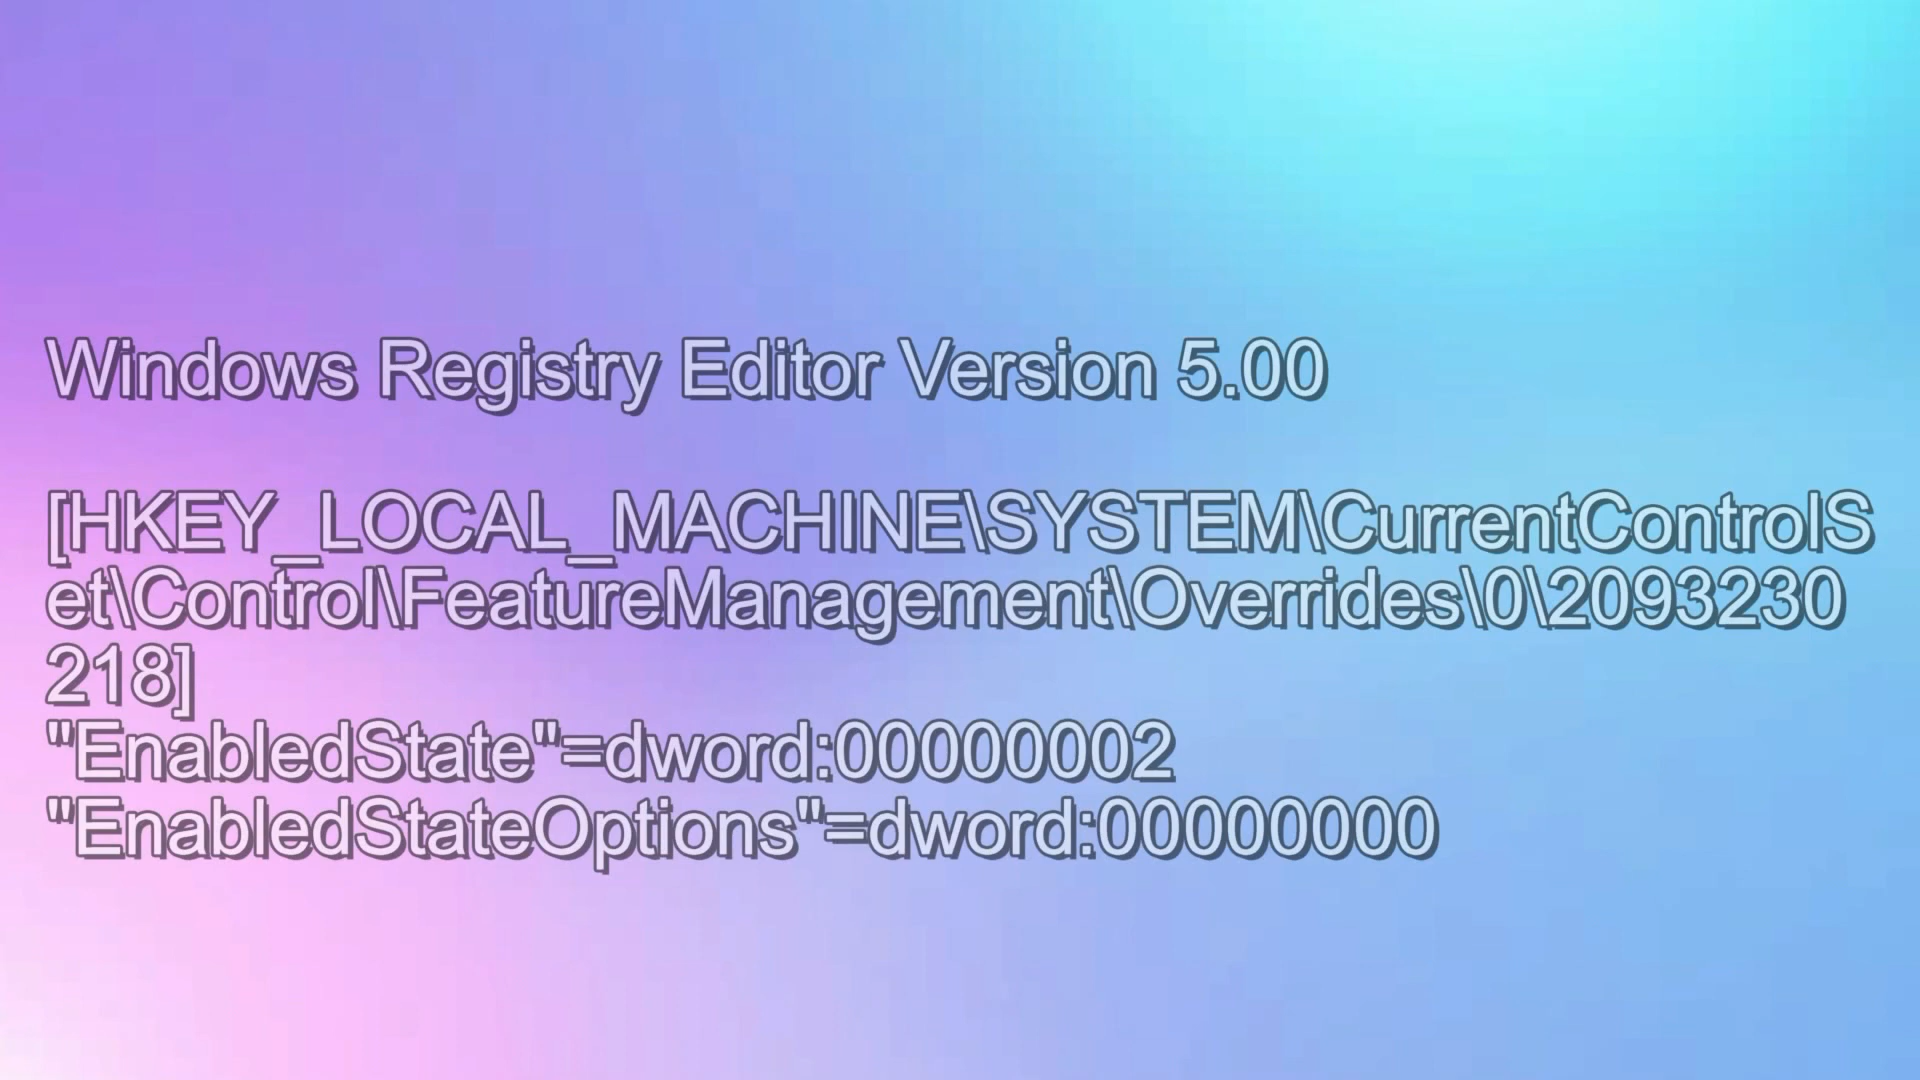 Windows Registry Editor Version 5.00
[HKEY_LOCAL_MACHINE\SYSTEM\CurrentControlS
et\Control\FeatureManagement\Overrides\0\2093230
218]
"EnabledState"=dword:00000002
"EnabledStateOptions"=dword:00000000